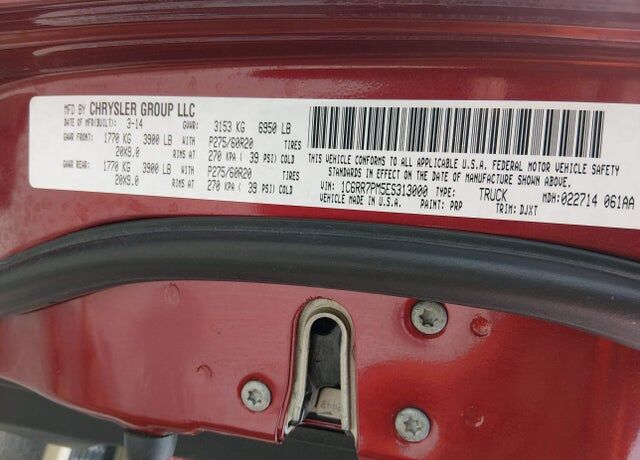 MFD BY CHRYSLER GROUP LLC
DATE OF MFR(BUILT): 3-14 GVWR: 3153 KG 6950 LB
GAWR FRONT: 1770 KG 3900 LB WITH P275/60R20 TIRES
20X9.0 RIMS AT 270 KPA ( 39 PSI) COLD
GAWR REAR: 1770 KG 3900 LB WITH P275/60R20 TIRES
20X9.0 RIMS AT 270 KPA ( 39 PSI) COLD
THIS VEHICLE CONFORMS TO ALL APPLICABLE U.S.A. FEDERAL MOTOR VEHICLE SAFETY
STANDARDS IN EFFECT ON THE DATE OF MANUFACTURE SHOWN ABOVE.
VIN: 1C6RR7PM5ES313000 TYPE: TRUCK MDH:022714 061AA
VEHICLE MADE IN U.S.A. PAINT: PRP TRIM: DJXT